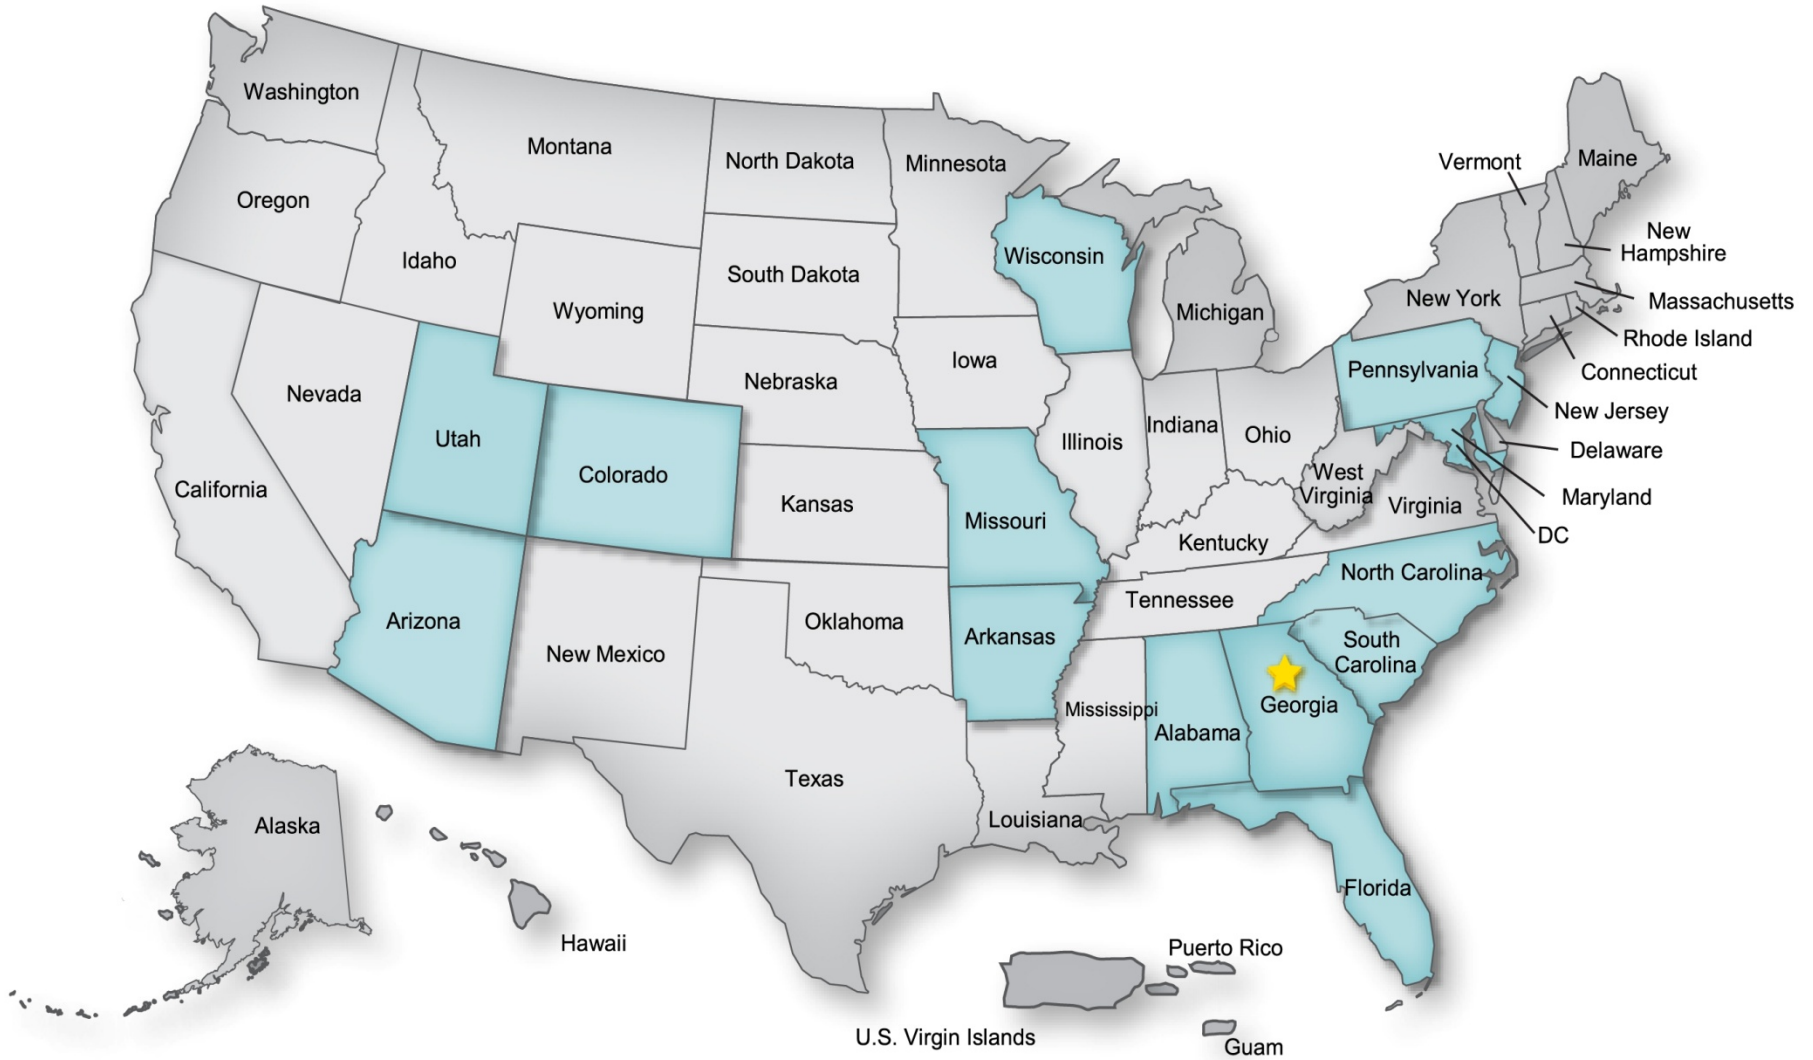 Washington
Montana
North Dakota
Minnesota
Vermont
Maine
Oregon
Idaho
South Dakota
Wisconsin
New
Hampshire
Wyoming
Michigan
New York
Massachusetts
Rhode Island
Iowa
Pennsylvania
Connecticut
Nevada
Nebraska
New Jersey
Utah
Colorado
Illinois
Indiana
Ohio
Delaware
West
Virginia
California
Kansas
Missouri
Virginia
Maryland
DC
Kentucky
North Carolina
Arizona
Oklahoma
Arkansas
Tennessee
South
Carolina
New Mexico
Mississippi
Alabama
Georgia
Texas
Louisiana
Alaska
Florida
Hawaii
Puerto Rico
U.S. Virgin Islands
Guam